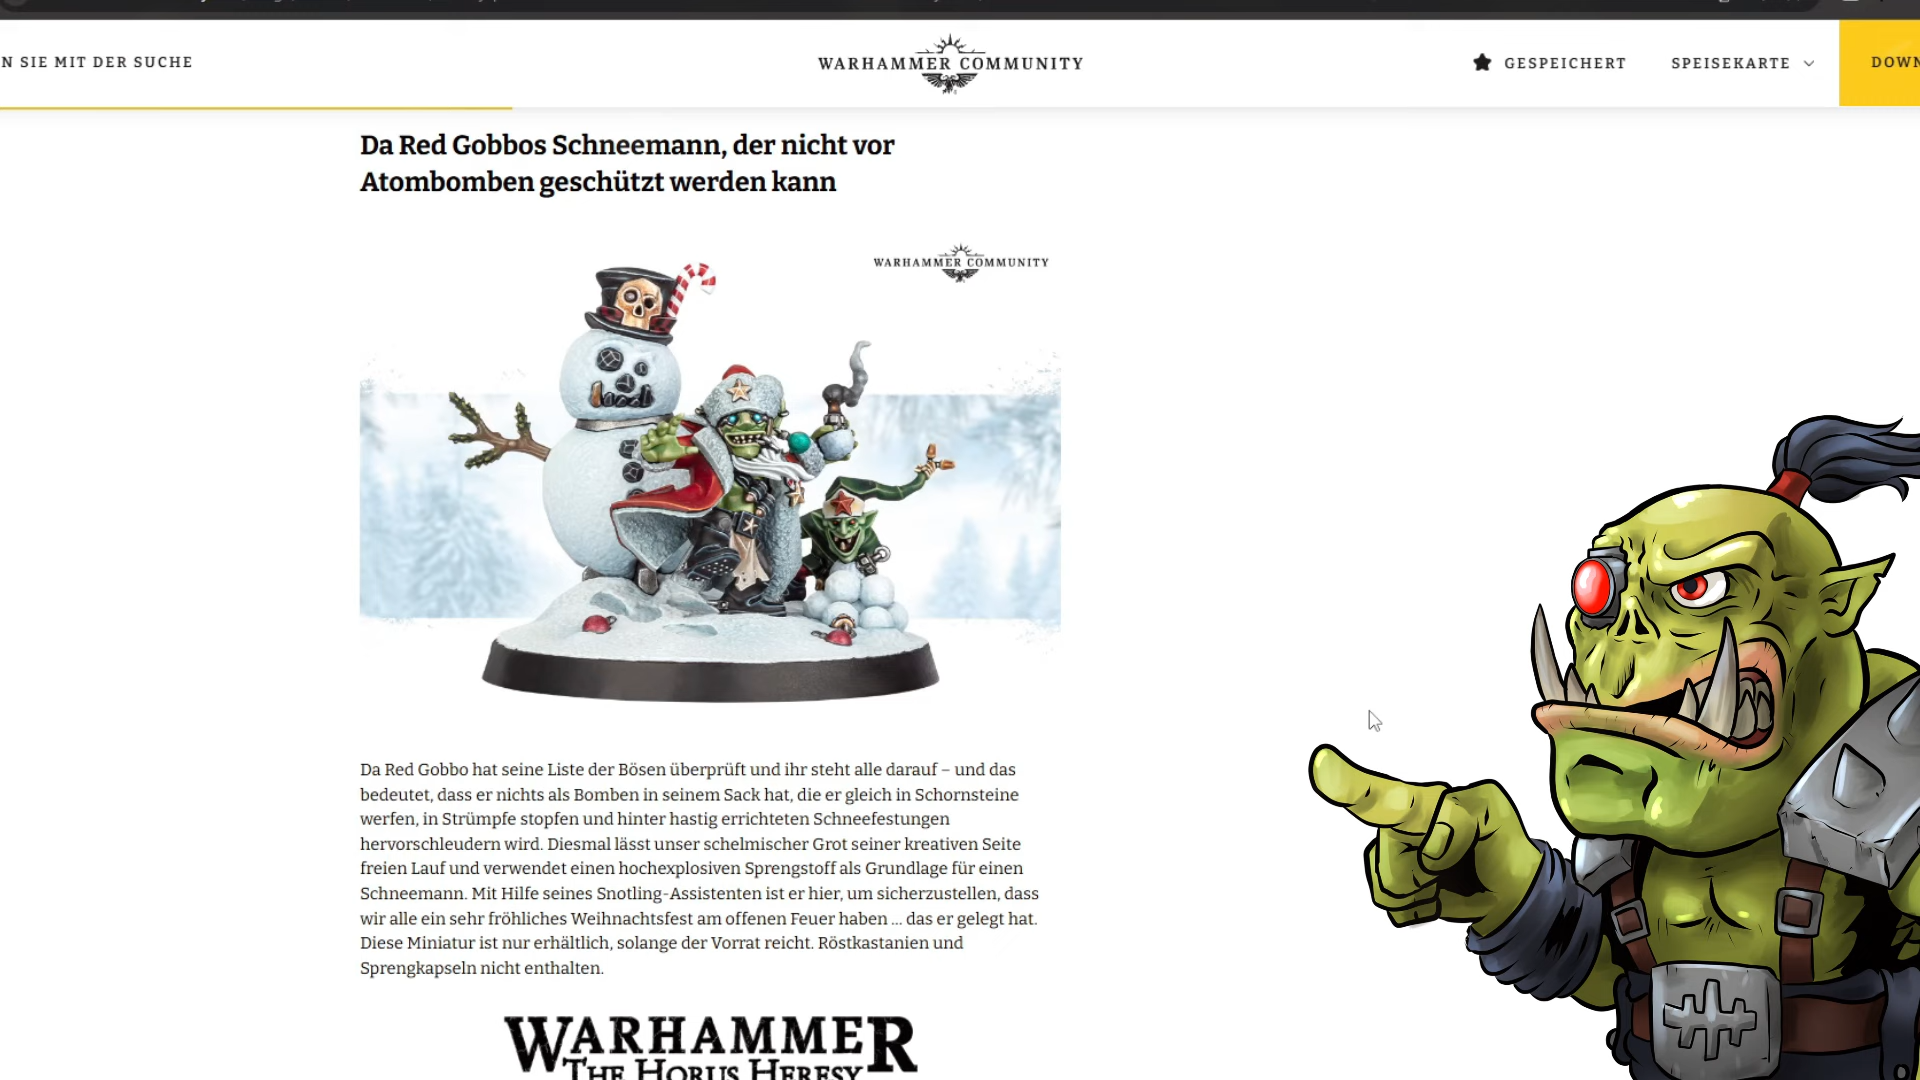 N SIE MIT DER SUCHE
WARHAMMER COMMUNITY
GESPEICHERT
SPEISEKARTE
DOWN
Da Red Gobbos Schneemann, der nicht vor
Atombomben geschützt werden kann
WARHAMMER COMMUNITY
Da Red Gobbo hat seine Liste der Bösen überprüft und ihr steht alle darauf – und das
bedeutet, dass er nichts als Bomben in seinem Sack hat, die er gleich in Schornsteine
werfen, in Strümpfe stopfen und hinter hastig errichteten Schneefestungen
hervorschleudern wird. Diesmal lässt unser schelmischer Grot seiner kreativen Seite
freien Lauf und verwendet einen hochexplosiven Sprengstoff als Grundlage für einen
Schneemann. Mit Hilfe seines Snotling-Assistenten ist er hier, um sicherzustellen, dass
wir alle ein sehr fröhliches Weihnachtsfest am offenen Feuer haben ... das er gelegt hat.
Diese Miniatur ist nur erhältlich, solange der Vorrat reicht. Röstkastanien und
Sprengkapseln nicht enthalten.
WARHAMMER
THE HORUS HERESY